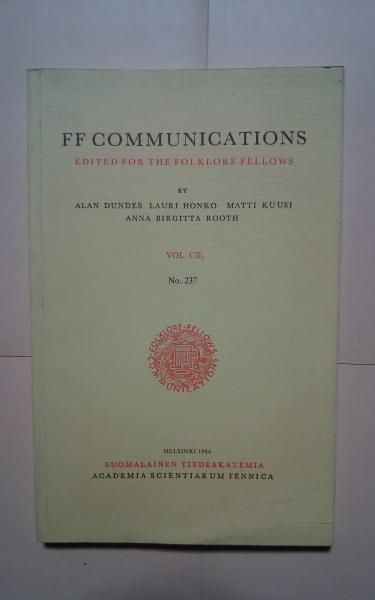 FF COMMUNICATIONS
EDITED FOR THE FOLKLORE FELLOWS
BY
ALAN DUNDES LAURI HONKO MATTI KUUSI
ANNA BIRGITTA ROOTH
VOL. CII₁
No. 237
FOLKLORE · FELLOWS
COMMUNICATIONS
HELSINKI 1986
SUOMALAINEN TIEDEAKATEMIA
ACADEMIA SCIENTIARUM FENNICA